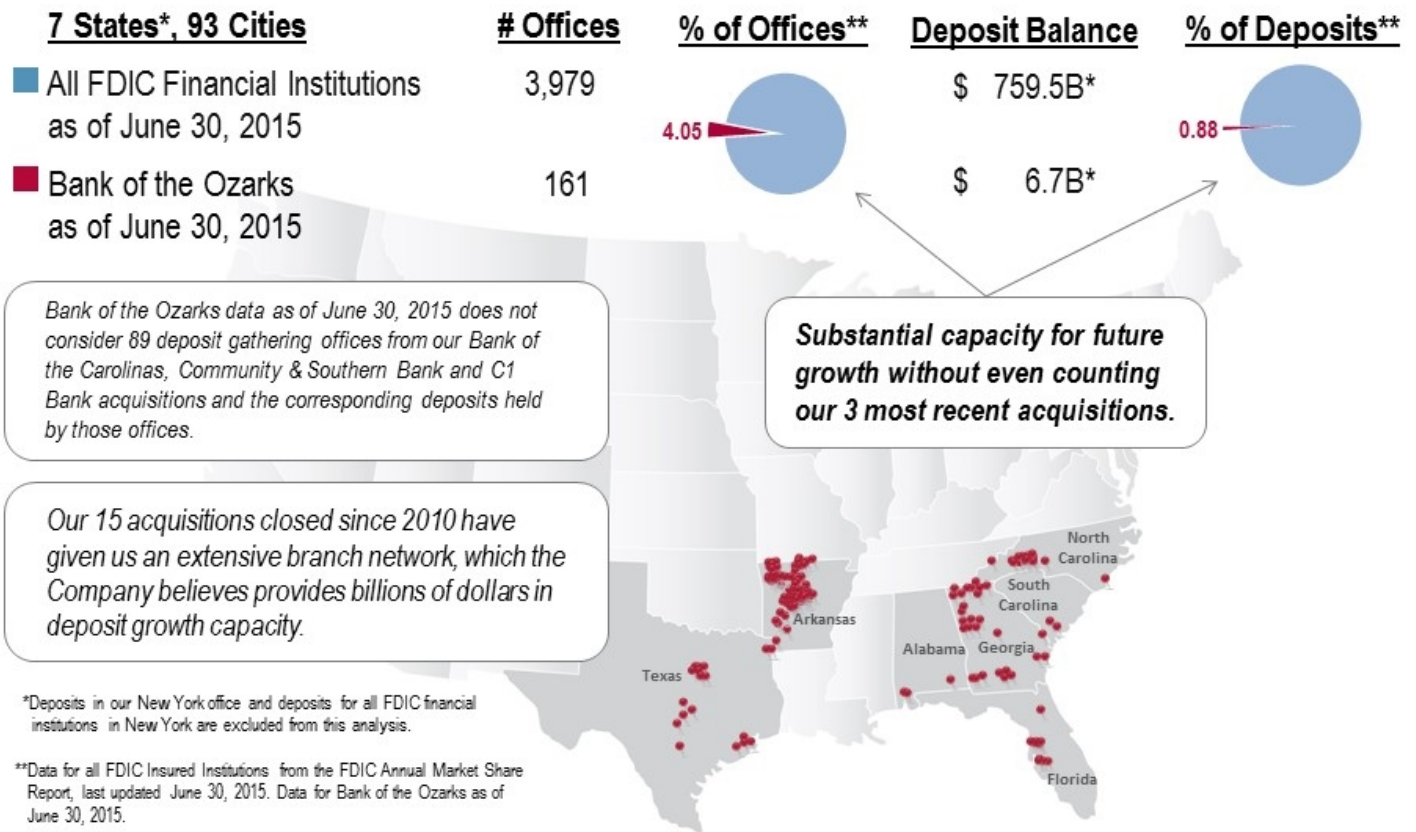 7 States*, 93 Cities # Offices % of Offices** Deposit Balance % of Deposits**
All FDIC Financial Institutions 3,979 $ 759.5B*
as of June 30, 2015
4.05
0.88
Bank of the Ozarks 161 $ 6.7B*
as of June 30, 2015
Bank of the Ozarks data as of June 30, 2015 does not
consider 89 deposit gathering offices from our Bank of
the Carolinas, Community & Southern Bank and C1
Bank acquisitions and the corresponding deposits held
by those offices.
Substantial capacity for future
growth without even counting
our 3 most recent acquisitions.
Our 15 acquisitions closed since 2010 have
given us an extensive branch network, which the
Company believes provides billions of dollars in
deposit growth capacity.
North
Carolina
South
Carolina
Arkansas
Alabama
Georgia
Texas
Florida
*Deposits in our New York office and deposits for all FDIC financial
institutions in New York are excluded from this analysis.
**Data for all FDIC Insured Institutions from the FDIC Annual Market Share
Report, last updated June 30, 2015. Data for Bank of the Ozarks as of
June 30, 2015.